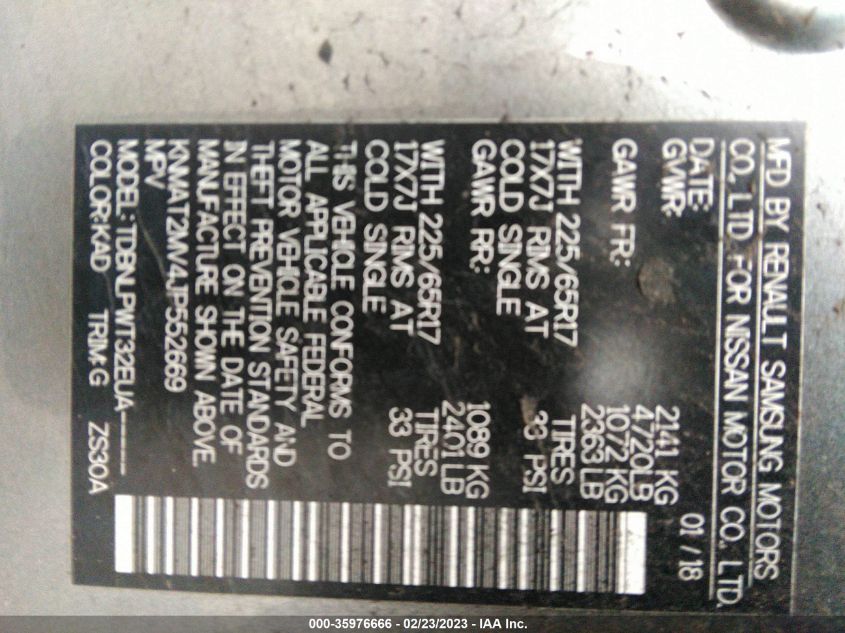 MFD BY RENAULT SAMSUNG MOTORS
CO., LTD. FOR NISSAN MOTOR CO., LTD.
DATE: 01 / 18
GVWR: 2141 KG
4720LB
GAWR FR: 1072 KG
2363 LB
WITH 225/65R17 TIRES
17X7J RIMS AT 33 PSI
COLD SINGLE
GAWR RR: 1089 KG
2401 LB
WITH 225/65R17 TIRES
17X7J RIMS AT 33 PSI
COLD SINGLE
THIS VEHICLE CONFORMS TO
ALL APPLICABLE FEDERAL
MOTOR VEHICLE SAFETY AND
THEFT PREVENTION STANDARDS
IN EFFECT ON THE DATE OF
MANUFACTURE SHOWN ABOVE.
KNMAT2MV4JP552669
MPV
MODEL: TDBNLPWT32EUA-----
COLOR:KAD TRIM:G ZS30A
000-35976666 - 02/23/2023 - IAA Inc.